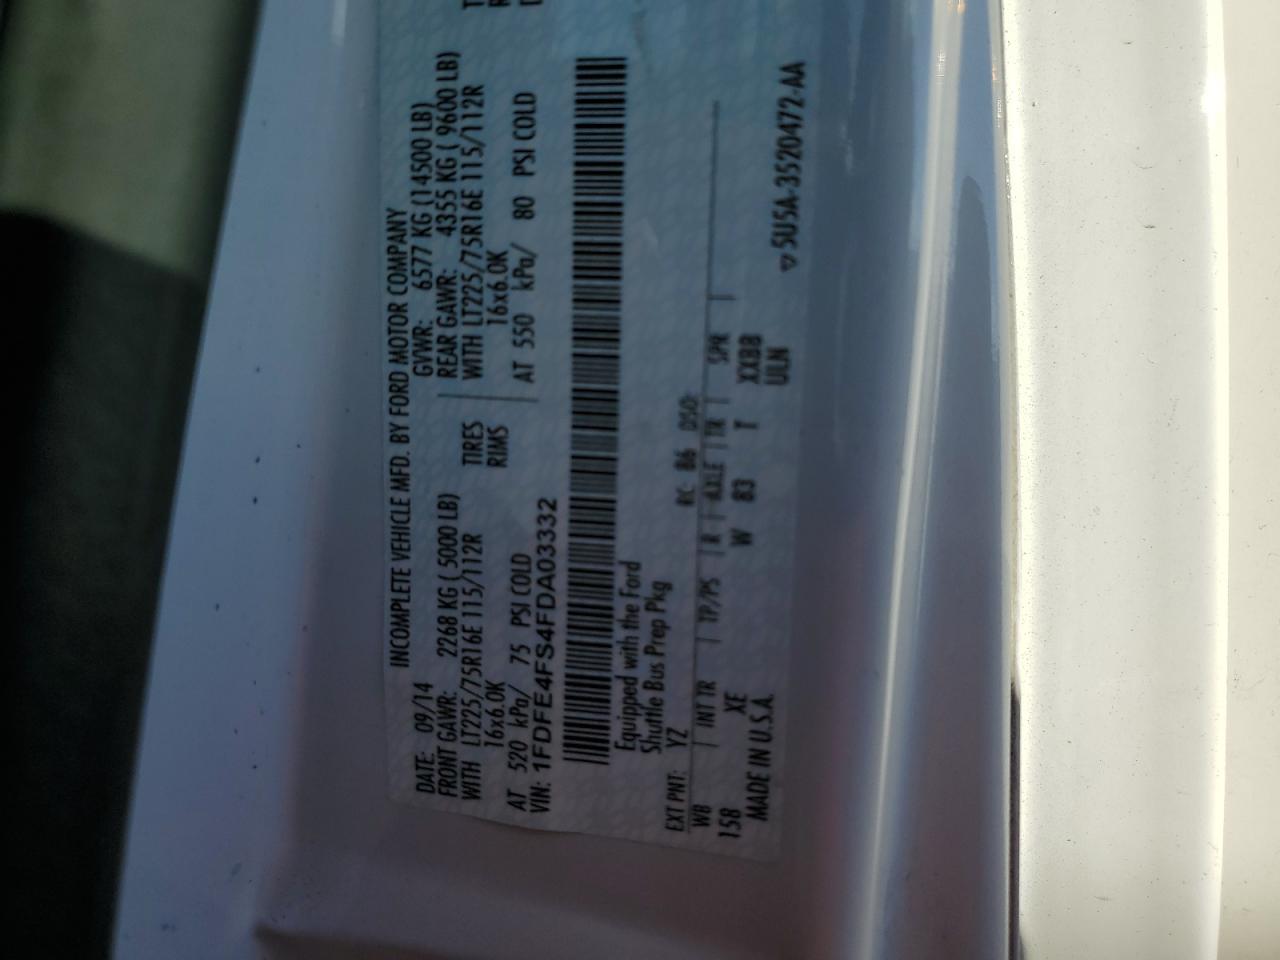 INCOMPLETE VEHICLE MFD. BY FORD MOTOR COMPANY
DATE: 09/14 GVWR: 6577 KG (14500 LB)
FRONT GAWR: 2268 KG ( 5000 LB) REAR GAWR: 4355 KG ( 9600 LB)
WITH LT225/75R16E 115/112R TIRES WITH LT225/75R16E 115/112R
16x6.0K RIMS 16x6.0K
AT 520 kPa/ 75 PSI COLD AT 550 kPa/ 80 PSI COLD
VIN: 1FDFE4FS4FDA03332
Equipped with the Ford
Shuttle Bus Prep Pkg
EXT PNT: YZ RC: 86 DSO:
WB | INT TR | TP/PS | R | AXLE | TR | SPR |
158 XE W 83 T XXBB
MADE IN U.S.A. ULN
5U5A-3520472-AA